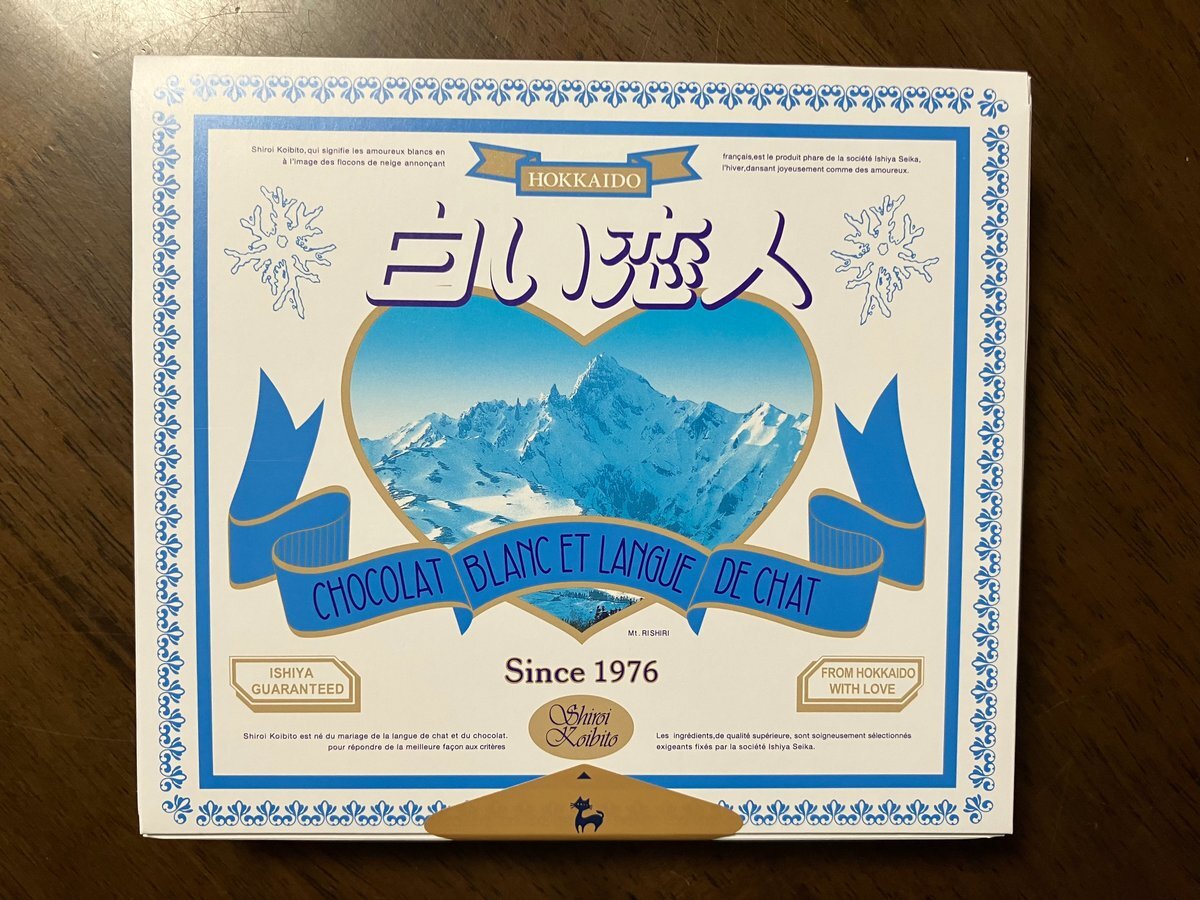 Shiroi Koibito,qui signifie les amoureux blancs en
à l'image des flocons de neige annonçant
HOKKAIDO
français,est le produit phare de la société Ishiya Seika,
l'hiver,dansant joyeusement comme des amoureux.
白い恋人
CHOCOLAT BLANC ET LANGUE DE CHAT
Mt. RISHIRI
ISHIYA
GUARANTEED
Since 1976
FROM HOKKAIDO
WITH LOVE
Shiroi
Koibito
Shiroi Koibito est né du mariage de la langue de chat et du chocolat.
pour répondre de la meilleure façon aux critères
Les ingrédients,de qualité supérieure, sont soigneusement sélectionnés
exigeants fixés par la société Ishiya Seika.